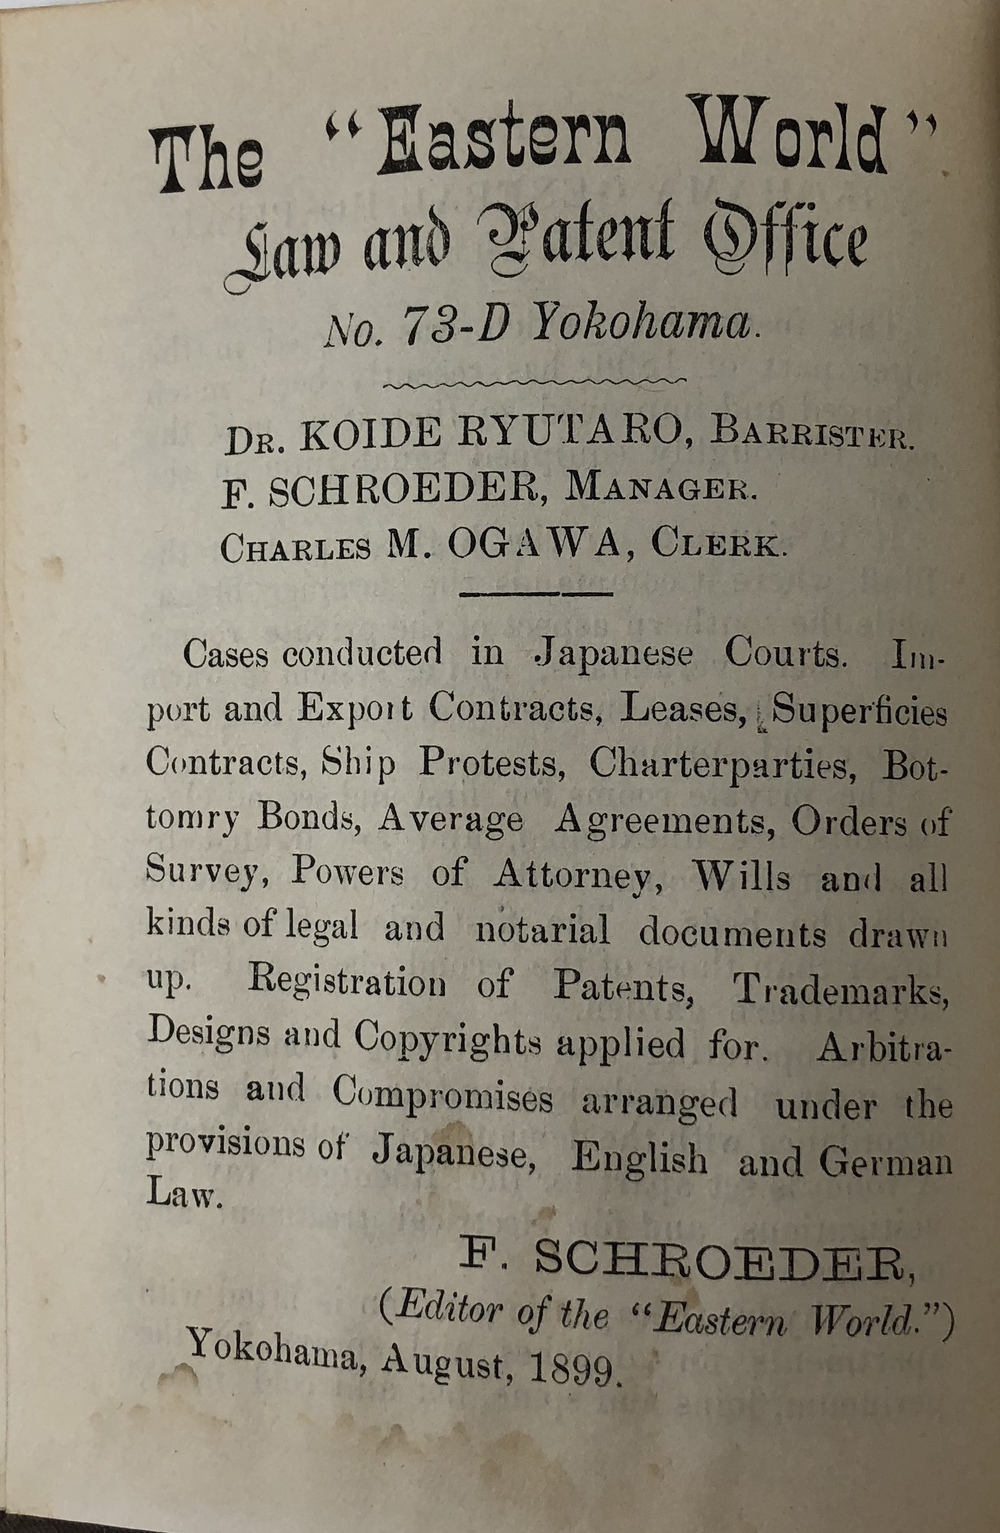 The “Eastern World”
Law and Patent Office
No. 73-D Yokohama.
DR. KOIDE RYUTARO, BARRISTER.
F. SCHROEDER, MANAGER.
CHARLES M. OGAWA, CLERK.
Cases conducted in Japanese Courts. Im-
port and Export Contracts, Leases, Superficies
Contracts, Ship Protests, Charterparties, Bot-
tomry Bonds, Average Agreements, Orders of
Survey, Powers of Attorney, Wills and all
kinds of legal and notarial documents drawn
up. Registration of Patents, Trademarks,
Designs and Copyrights applied for. Arbitra-
tions and Compromises arranged under the
provisions of Japanese, English and German
Law.
F. SCHROEDER,
(Editor of the “Eastern World.”)
Yokohama, August, 1899.